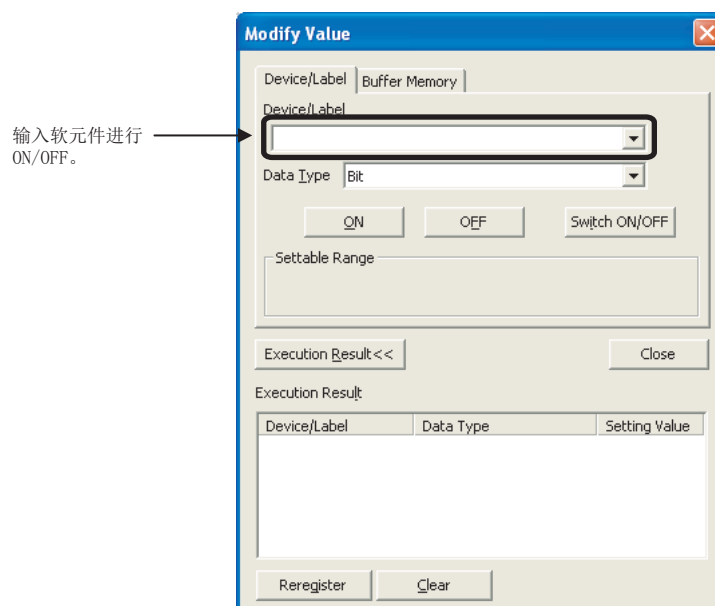 Modify Value
Device/Label
Buffer Memory
Device/Label
输入软元件进行
ON/OFF。
Data Type
Bit
ON
OFF
Switch ON/OFF
Settable Range
Execution Result<<
Close
Execution Result
Device/Label
Data Type
Setting Value
Reregister
Clear